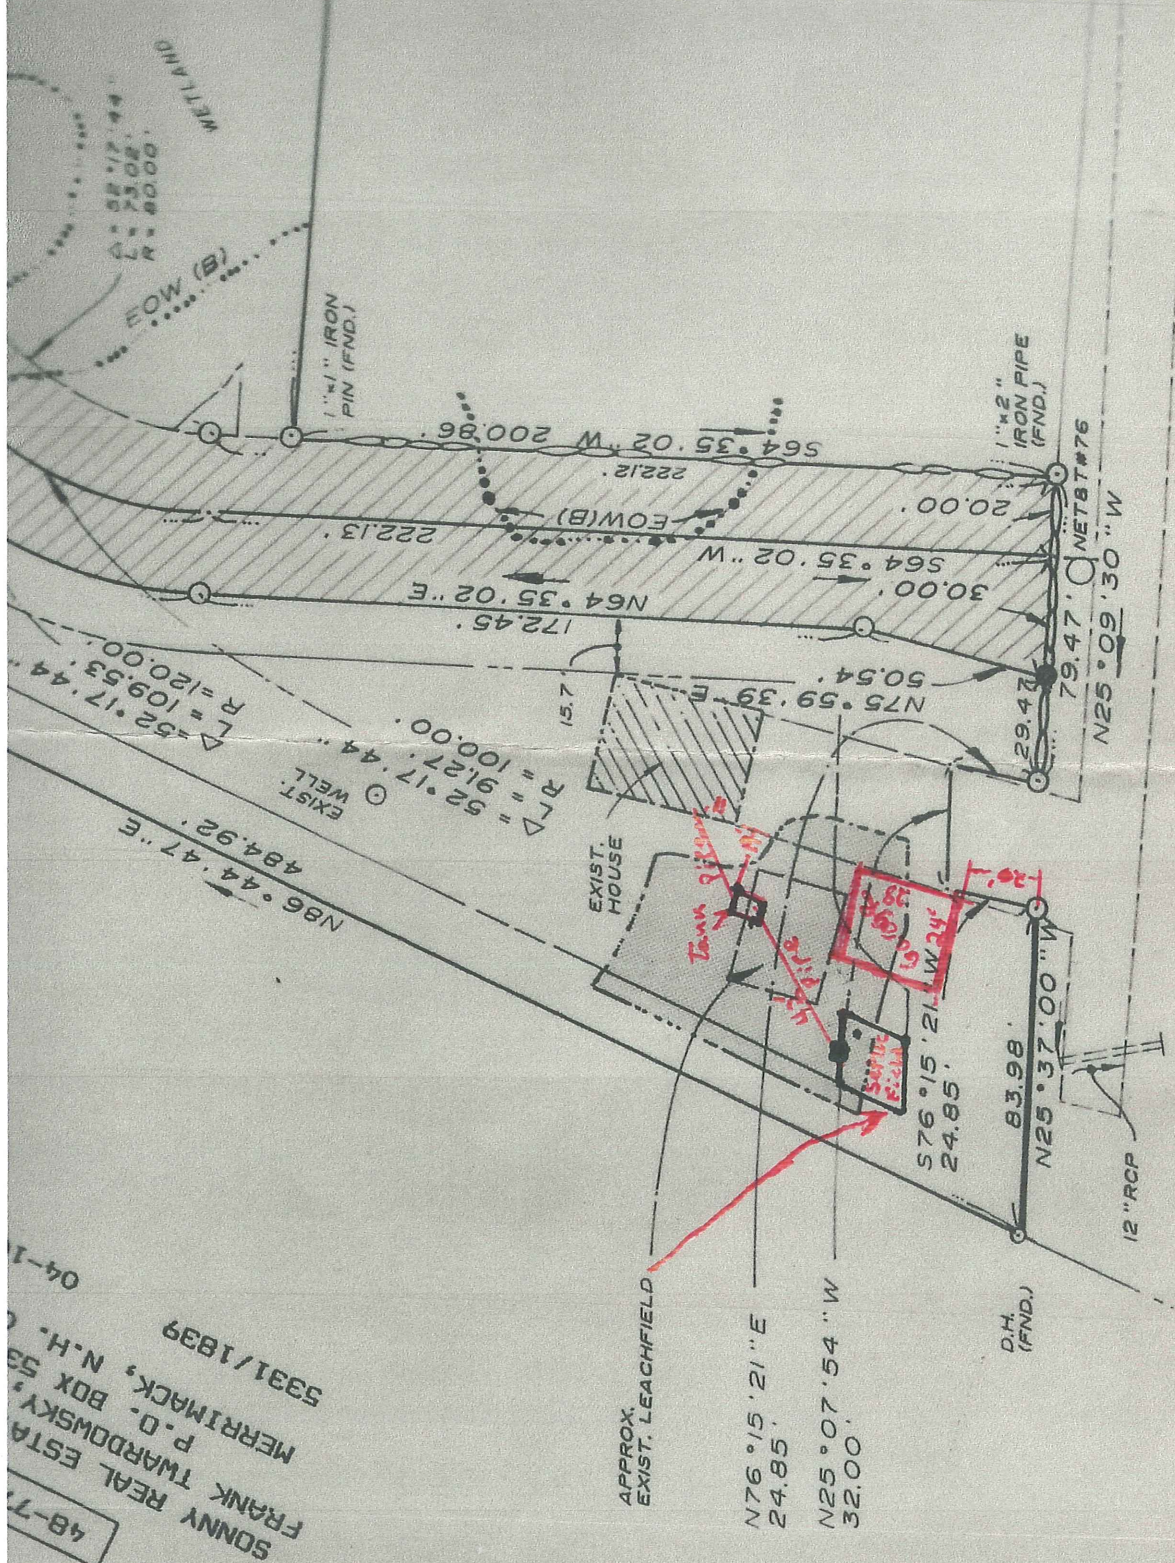 WETLAND
Δ = 52°17'44"
L = 73.02'
R = 80.00'
EOW (B)
1"x1" IRON
PIN (FND.)
S64°35'02"W 200.86'
222.12'
EOW(B)
222.13'
S64°35'02"W
N64°35'02"E
172.45'
20.00'
30.00'
1"x2"
IRON PIPE
(FND.)
NET&T#76
79.47'
N25°09'30"W
29.47'
N75°59'39"E
50.54'
15.7'
Δ=52°17'44"
L = 109.53'
R =120.00'
Δ = 52°17'44"
L = 91.27'
R = 100.00'
EXIST.
WELL
N86°44'47"E
484.92'
EXIST.
HOUSE
Tank
Pipe
Septic
Field
24'
20'
S76°15'21"W
24.85'
83.98'
N25°37'00"W
12"RCP
D.H.
(FND.)
APPROX.
EXIST. LEACHFIELD
N76°15'21"E
24.85'
N25°07'54"W
32.00'
48-7
SONNY REAL ESTA
FRANK TWARDOWSKY,
P.O. BOX 53
MERRIMACK, N.H.
5331/1839
04-1